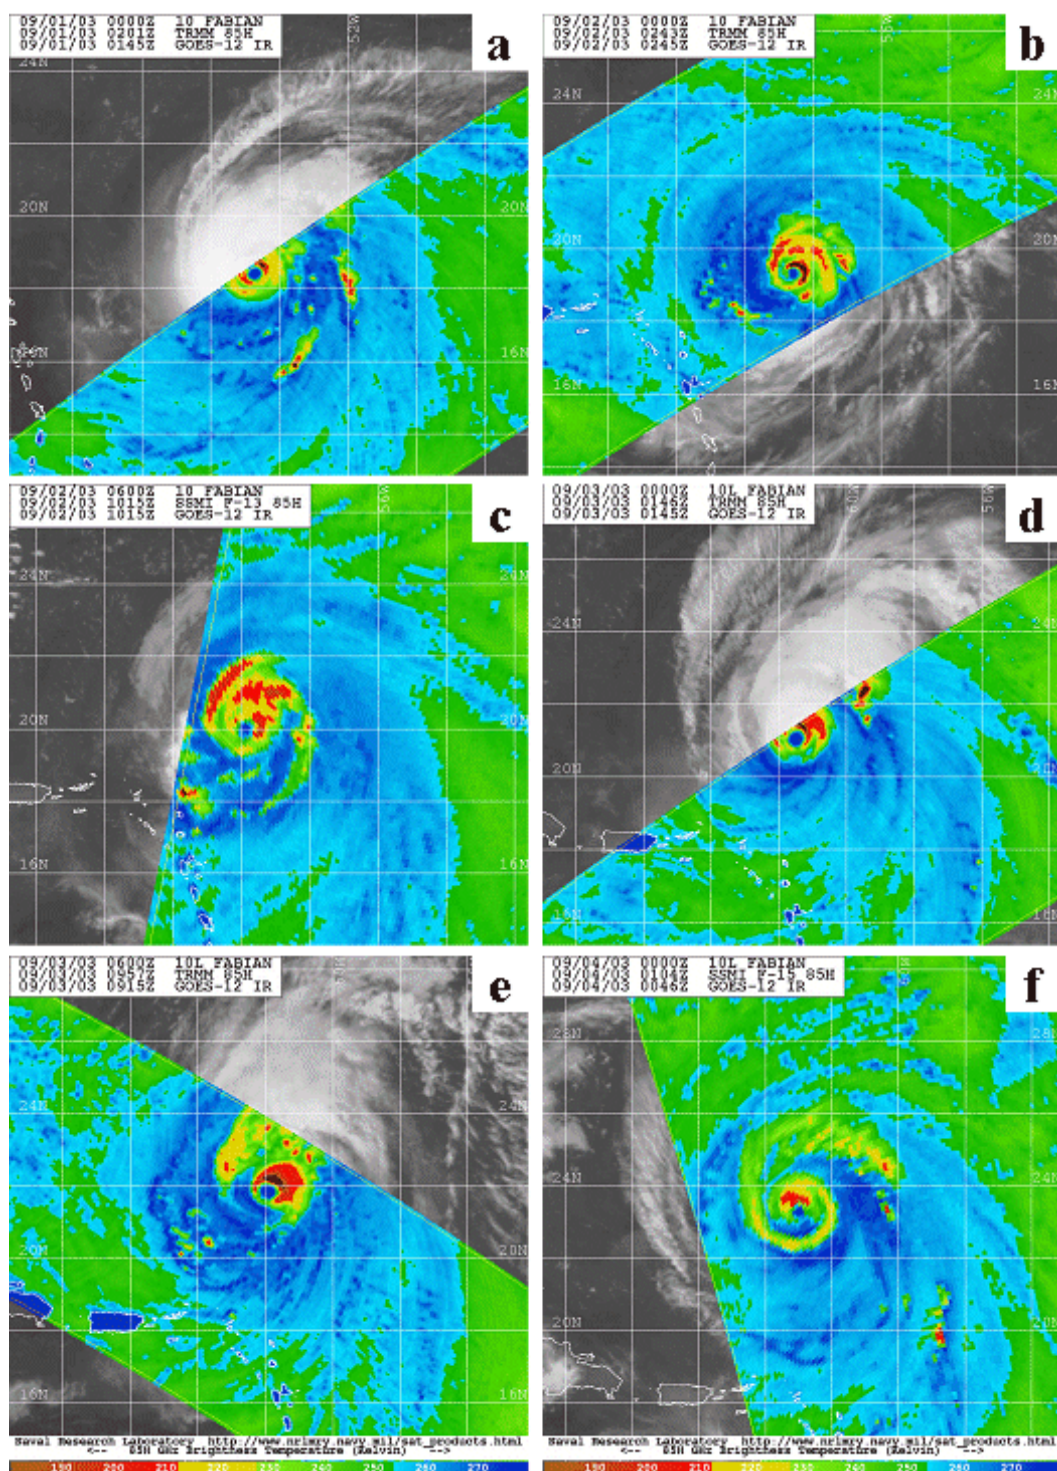 09/01/03 0000Z 10 FABIAN
09/01/03 0201Z TRMM 85H
09/01/03 0145Z GOES-12 IR
a
52W
24N
20N
20N
16N
16N
09/02/03 0000Z 10 FABIAN
09/02/03 0243Z TRMM 85H
09/02/03 0245Z GOES-12 IR
b
56W
24N
24N
20N
20N
16N
16N
09/02/03 0600Z 10 FABIAN
09/02/03 1015Z SSMI F-13 85H
09/02/03 1015Z GOES-12 IR
c
56W
24N
20N
16N
09/03/03 0000Z 10L FABIAN
09/03/03 0146Z TRMM 85H
09/03/03 0145Z GOES-12 IR
d
60W
56W
24N
24N
20N
20N
16N
16N
09/03/03 0600Z 10L FABIAN
09/03/03 0957Z TRMM 85H
09/03/03 0915Z GOES-12 IR
e
24N
24N
20N
20N
16N
16N
09/04/03 0000Z 10L FABIAN
09/04/03 0104Z SSMI F-15 85H
09/04/03 0046Z GOES-12 IR
f
60W
28N
28N
24N
24N
20N
20N
16N
Naval Research Laboratory http://www.nrlmry.navy.mil/sat_products.html
<-- 85H GHz Brightness Temperature (Kelvin) -->
190 200 210 220 230 240 250 260 270
Naval Research Laboratory http://www.nrlmry.navy.mil/sat_products.html
<-- 85H GHz Brightness Temperature (Kelvin) -->
190 200 210 220 230 240 250 260 270